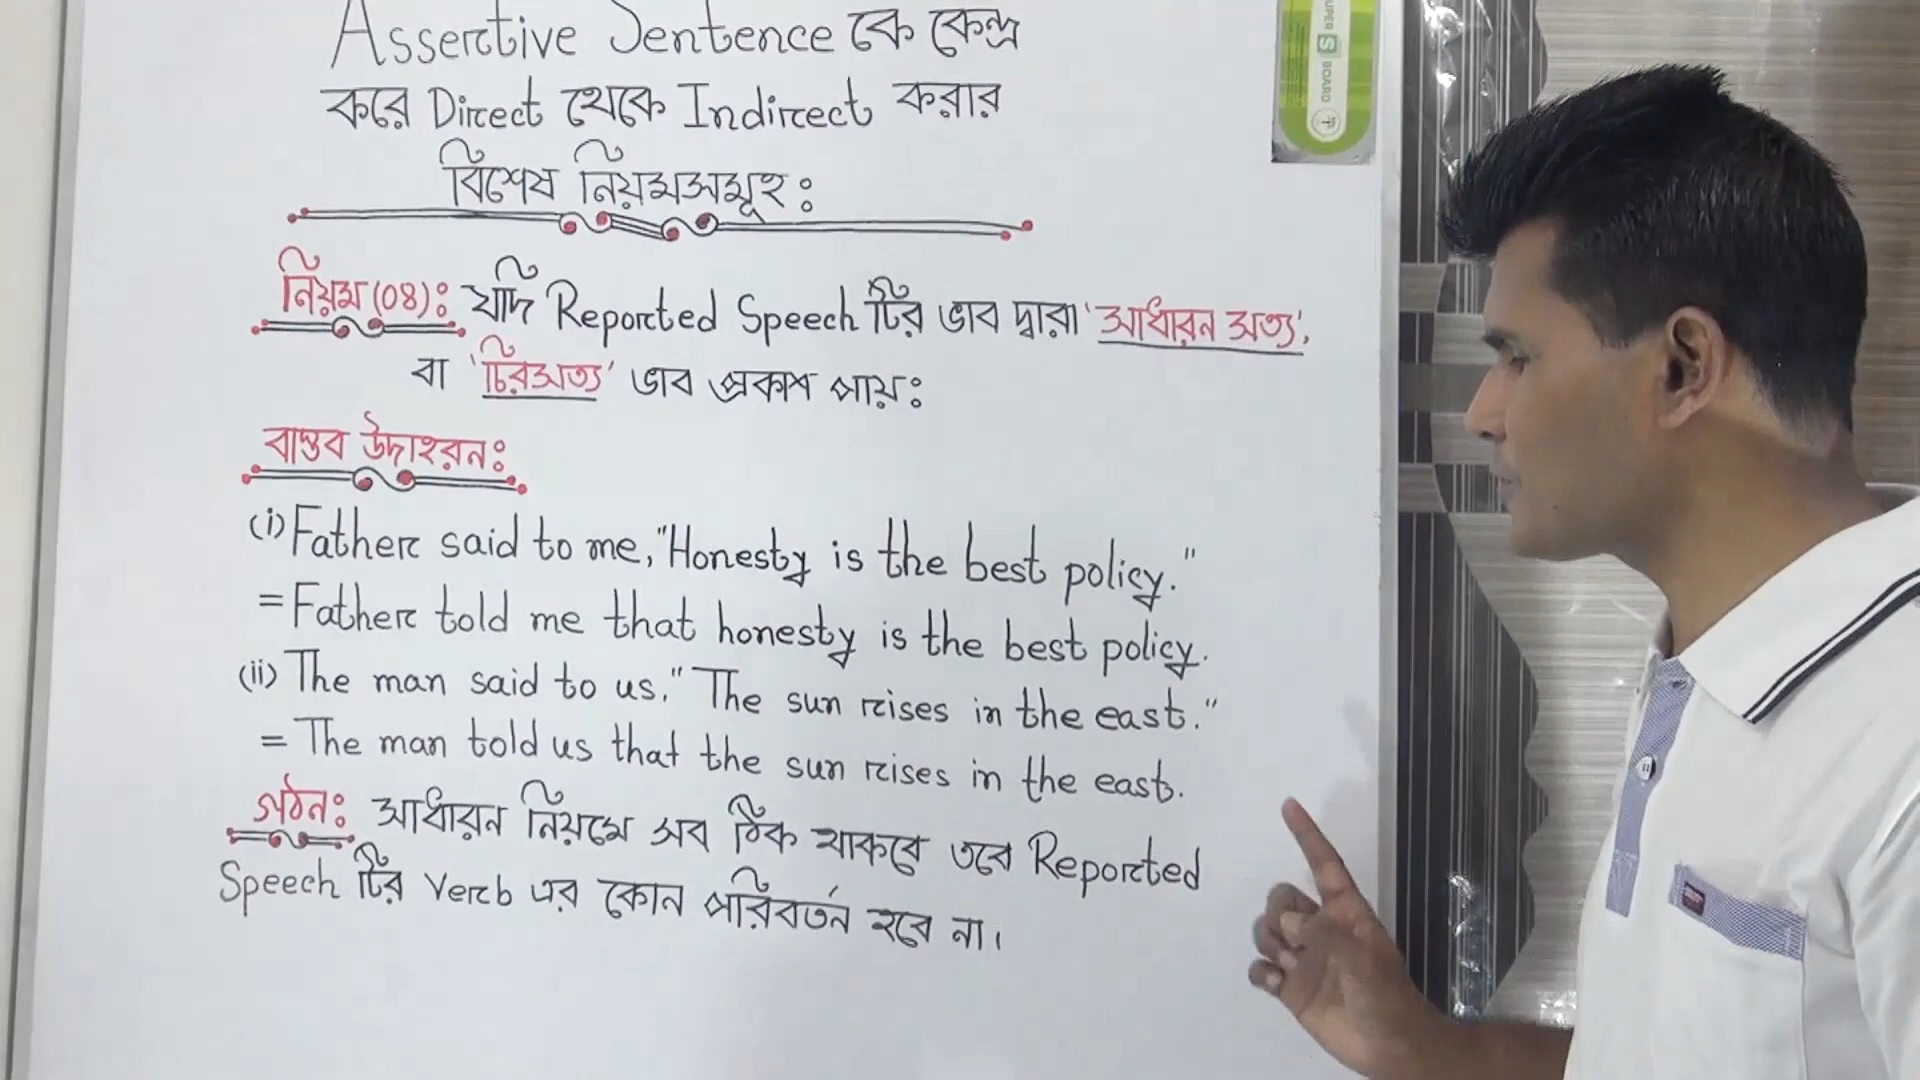 Assertive Sentence কে কেন্দ্র
করে Direct থেকে Indirect করার
বিশেষ নিয়মসমূহঃ
নিয়ম(০৪)ঃ যদি Reported Speech টির ভাব দ্বারা 'সাধারন সত্য'
বা 'চিরসত্য' ভাব প্রকাশ পায়ঃ
বাস্তব উদাহরনঃ
(i) Father said to me, "Honesty is the best policy."
= Father told me that honesty is the best policy.
(ii) The man said to us, "The sun rises in the east."
= The man told us that the sun rises in the east.
গঠনঃ সাধারন নিয়মে সব ঠিক থাকবে তবে Reported
Speech টির Verb এর কোন পরিবর্তন হবে না।
SUPER S BOARD